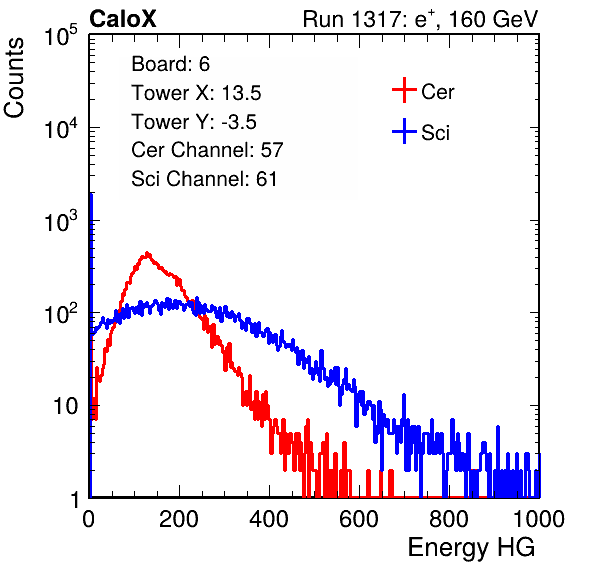 CaloX Run 1317: e⁺, 160 GeV
Board: 6
Tower X: 13.5
Tower Y: -3.5
Cer Channel: 57
Sci Channel: 61
Cer
Sci
Counts
10⁵
10⁴
10³
10²
10
1
0 200 400 600 800 1000
Energy HG